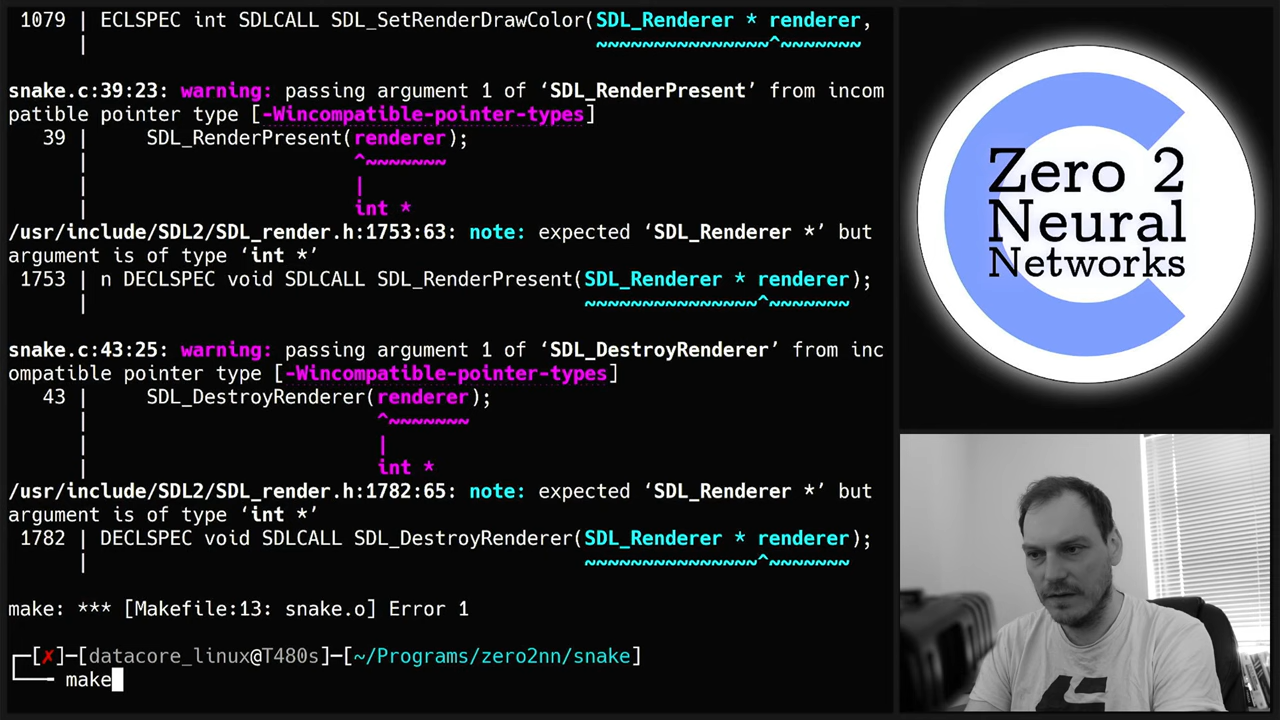 1079 | ECLSPEC int SDLCALL SDL_SetRenderDrawColor(SDL_Renderer * renderer,
| ~~~~~~~~~~~~~~~^~~~~~~~
snake.c:39:23: warning: passing argument 1 of ‘SDL_RenderPresent’ from incom
patible pointer type [-Wincompatible-pointer-types]
39 | SDL_RenderPresent(renderer);
| ^~~~~~~~
| |
| int *
/usr/include/SDL2/SDL_render.h:1753:63: note: expected ‘SDL_Renderer *’ but
argument is of type ‘int *’
1753 | n DECLSPEC void SDLCALL SDL_RenderPresent(SDL_Renderer * renderer);
| ~~~~~~~~~~~~~~~^~~~~~~~
snake.c:43:25: warning: passing argument 1 of ‘SDL_DestroyRenderer’ from inc
ompatible pointer type [-Wincompatible-pointer-types]
43 | SDL_DestroyRenderer(renderer);
| ^~~~~~~~
| |
| int *
/usr/include/SDL2/SDL_render.h:1782:65: note: expected ‘SDL_Renderer *’ but
argument is of type ‘int *’
1782 | DECLSPEC void SDLCALL SDL_DestroyRenderer(SDL_Renderer * renderer);
| ~~~~~~~~~~~~~~~^~~~~~~~
make: *** [Makefile:13: snake.o] Error 1
┌─[✗]─[datacore_linux@T480s]─[~/Programs/zero2nn/snake]
└──╼ make
Zero 2
Neural
Networks